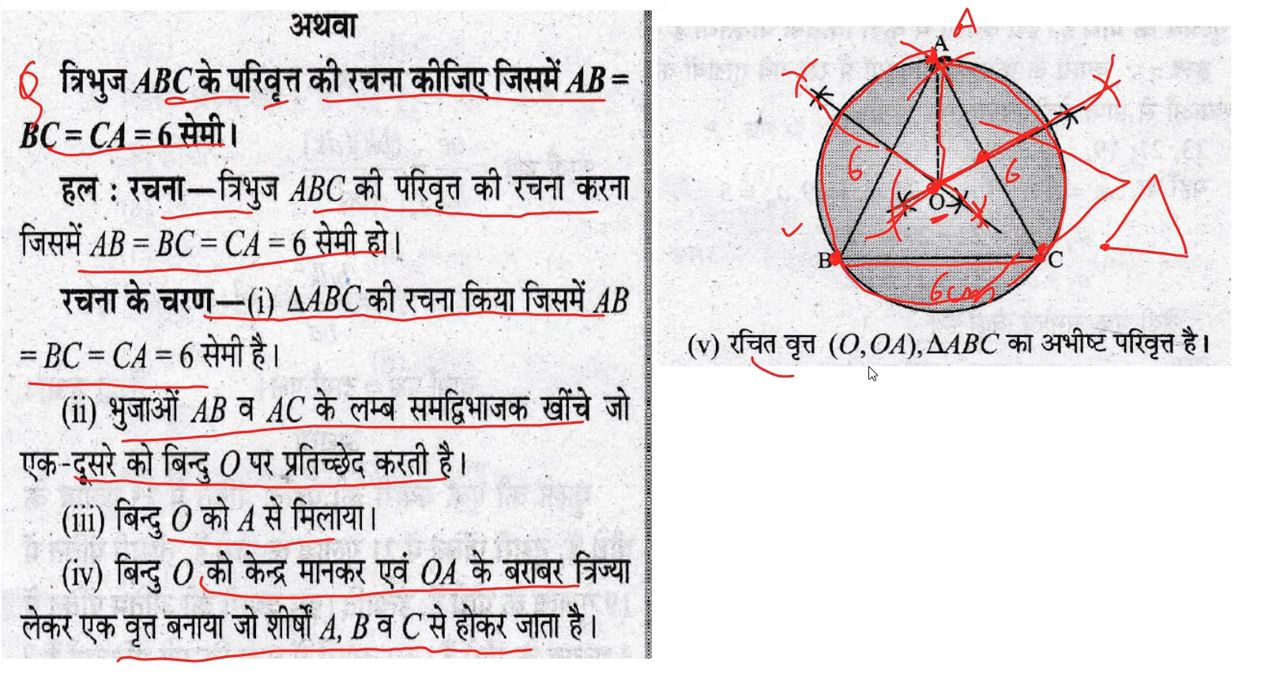 अथवा
Q त्रिभुज ABC के परिवृत्त की रचना कीजिए जिसमें AB =
BC = CA = 6 सेमी।
हल : रचना—त्रिभुज ABC की परिवृत्त की रचना करना
जिसमें AB = BC = CA = 6 सेमी हो।
रचना के चरण—(i) ΔABC की रचना किया जिसमें AB
= BC = CA = 6 सेमी है।
(ii) भुजाओं AB व AC के लम्ब समद्विभाजक खींचे जो
एक-दूसरे को बिन्दु O पर प्रतिच्छेद करती है।
(iii) बिन्दु O को A से मिलाया।
(iv) बिन्दु O को केन्द्र मानकर एवं OA के बराबर त्रिज्या
लेकर एक वृत्त बनाया जो शीर्षों A, B व C से होकर जाता है।
A
A
6 6
O
B C
6cm
(v) रचित वृत्त (O, OA), ΔABC का अभीष्ट परिवृत्त है।